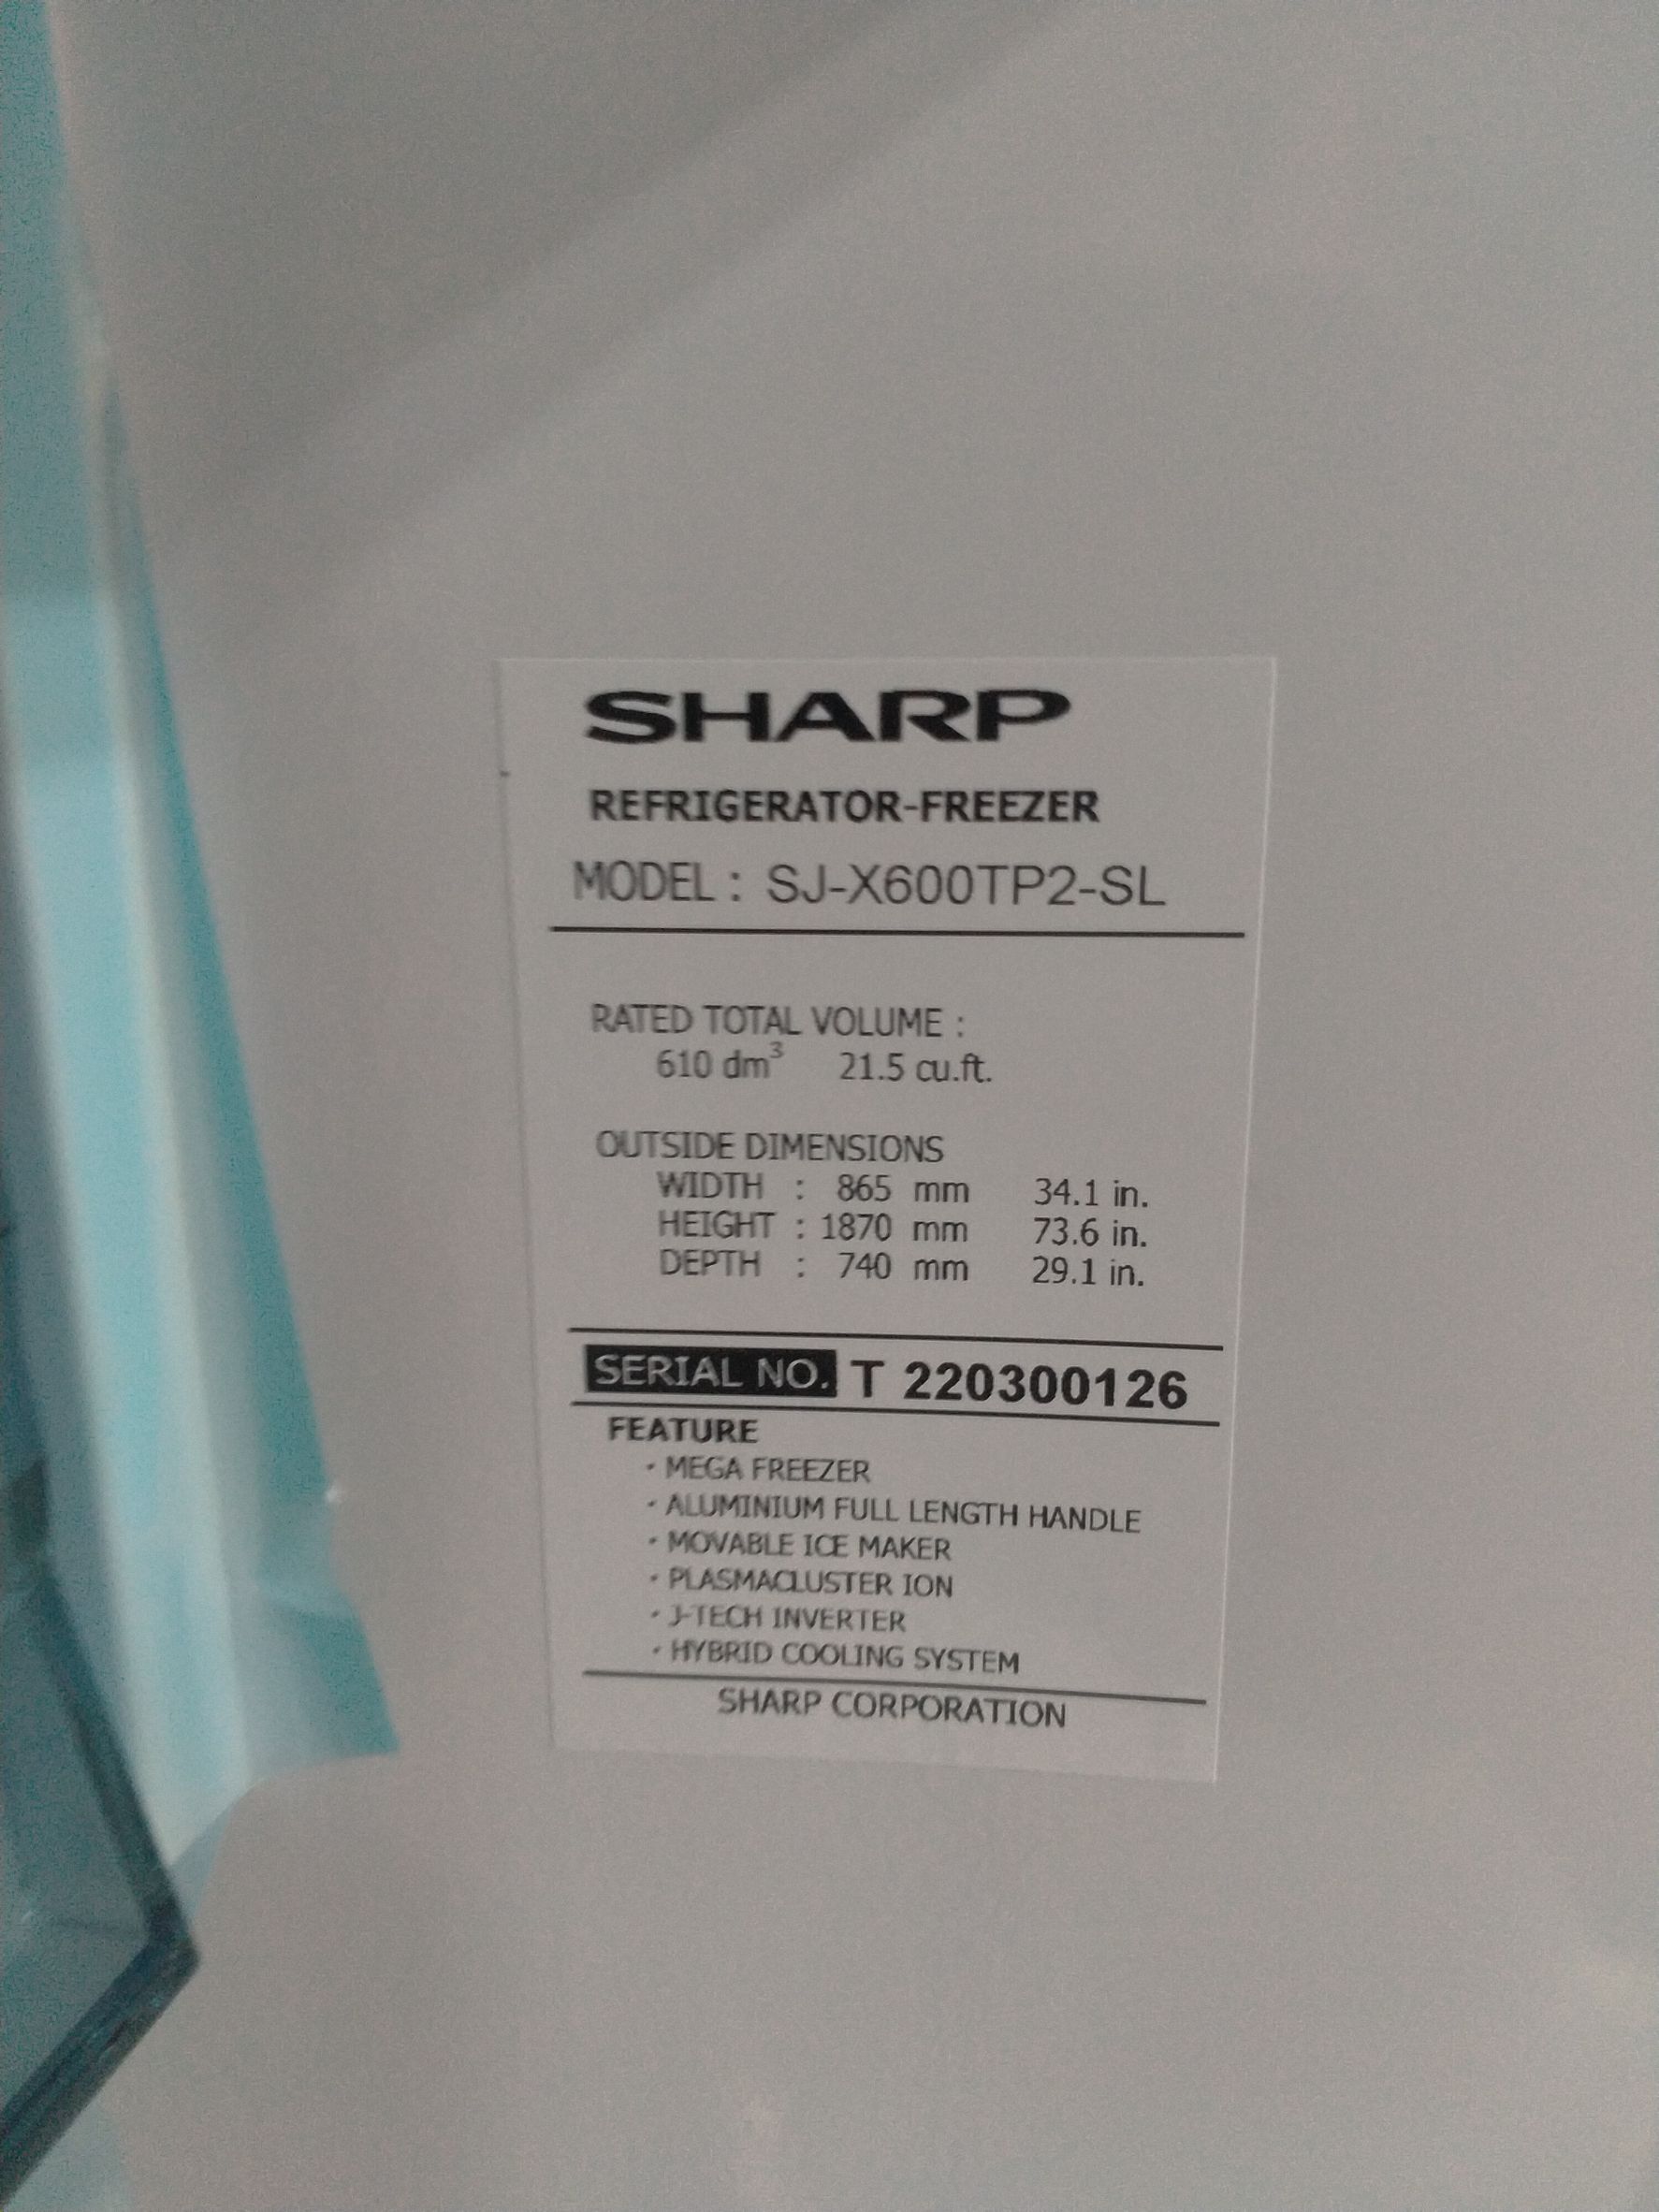 SHARP
REFRIGERATOR-FREEZER
MODEL : SJ-X600TP2-SL
RATED TOTAL VOLUME :
610 dm³ 21.5 cu.ft.
OUTSIDE DIMENSIONS
WIDTH : 865 mm 34.1 in.
HEIGHT : 1870 mm 73.6 in.
DEPTH : 740 mm 29.1 in.
SERIAL NO. T 220300126
FEATURE
· MEGA FREEZER
· ALUMINIUM FULL LENGTH HANDLE
· MOVABLE ICE MAKER
· PLASMACLUSTER ION
· J-TECH INVERTER
· HYBRID COOLING SYSTEM
SHARP CORPORATION